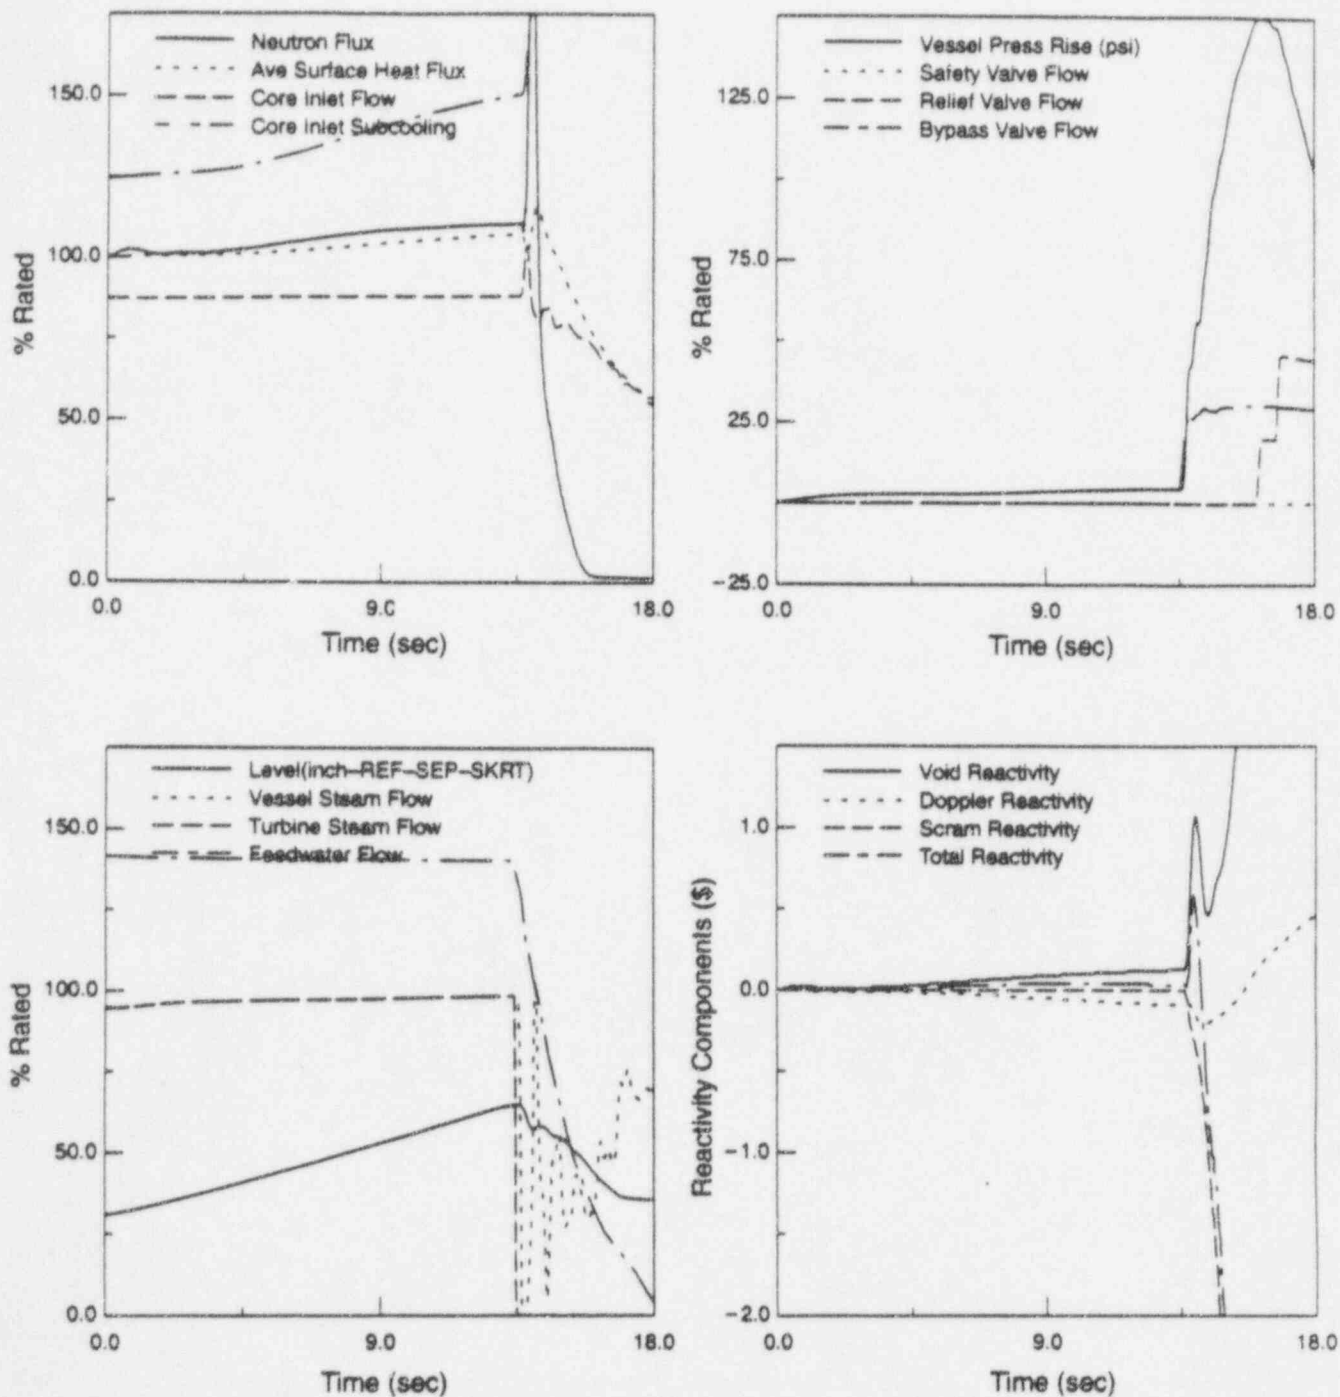 Neutron Flux
Ave Surface Heat Flux
Core Inlet Flow
Core Inlet Subcooling
150.0
100.0
50.0
0.0
% Rated
0.0 9.0 18.0
Time (sec)
Vessel Press Rise (psi)
Safety Valve Flow
Relief Valve Flow
Bypass Valve Flow
125.0
75.0
25.0
-25.0
% Rated
0.0 9.0 18.0
Time (sec)
Level(inch-REF-SEP-SKRT)
Vessel Steam Flow
Turbine Steam Flow
Feedwater Flow
150.0
100.0
50.0
0.0
% Rated
0.0 9.0 18.0
Time (sec)
Void Reactivity
Doppler Reactivity
Scram Reactivity
Total Reactivity
1.0
0.0
-1.0
-2.0
Reactivity Components ($)
0.0 9.0 18.0
Time (sec)